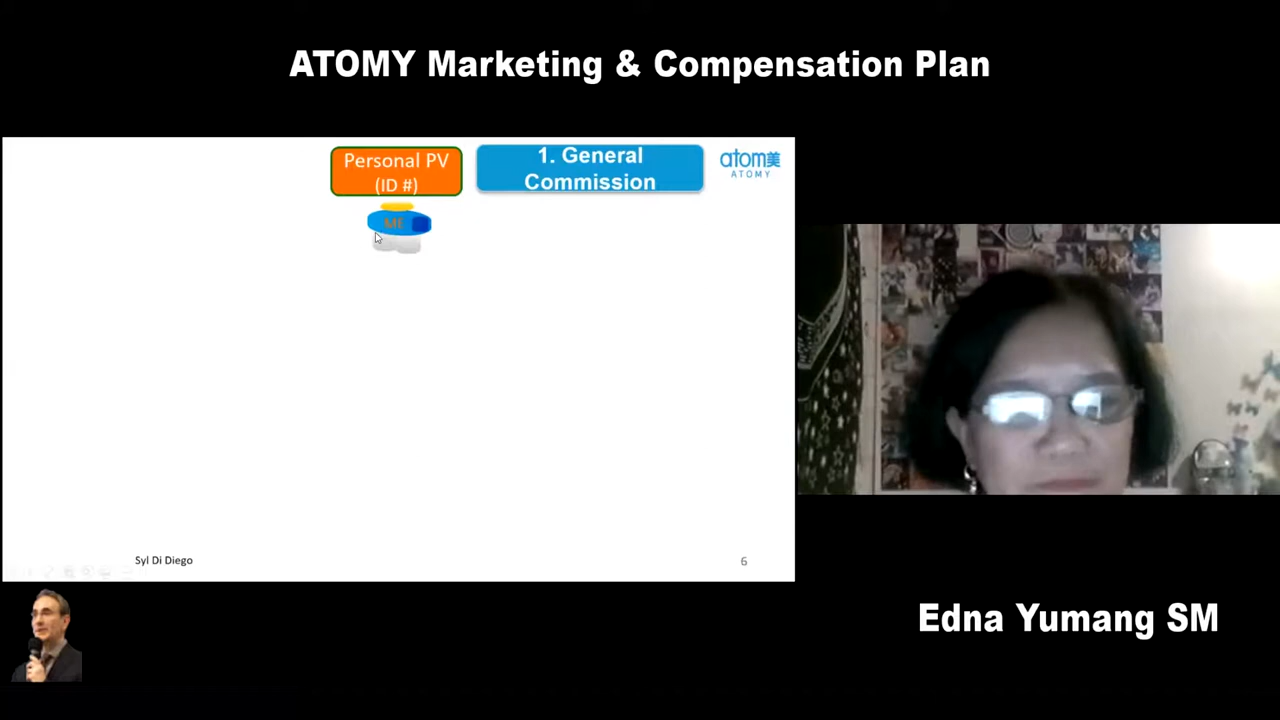 ATOMY Marketing & Compensation Plan
Personal PV
(ID #)
1. General
Commission
atom美
ATOMY
ME
Syl Di Diego
6
Edna Yumang SM